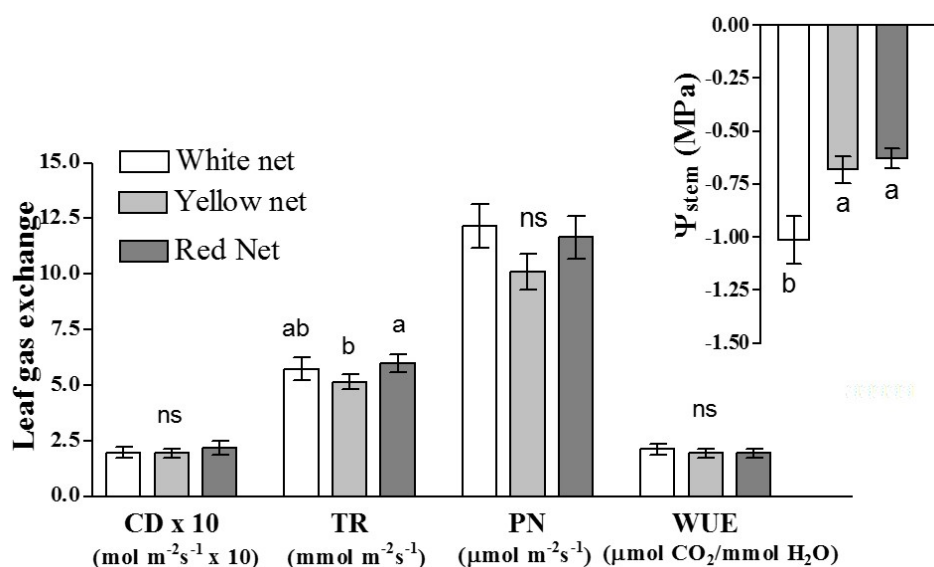 Leaf gas exchange
15.0
12.5
10.0
7.5
5.0
2.5
0.0
White net
Yellow net
Red Net
ns
ab
b
a
ns
ns
CD x 10
(mol m⁻²s⁻¹ x 10)
TR
(mmol m⁻²s⁻¹)
PN
(μmol m⁻²s⁻¹)
WUE
(μmol CO₂/mmol H₂O)
Ψstem (MPa)
0.00
-0.25
-0.50
-0.75
-1.00
-1.25
-1.50
b
a
a